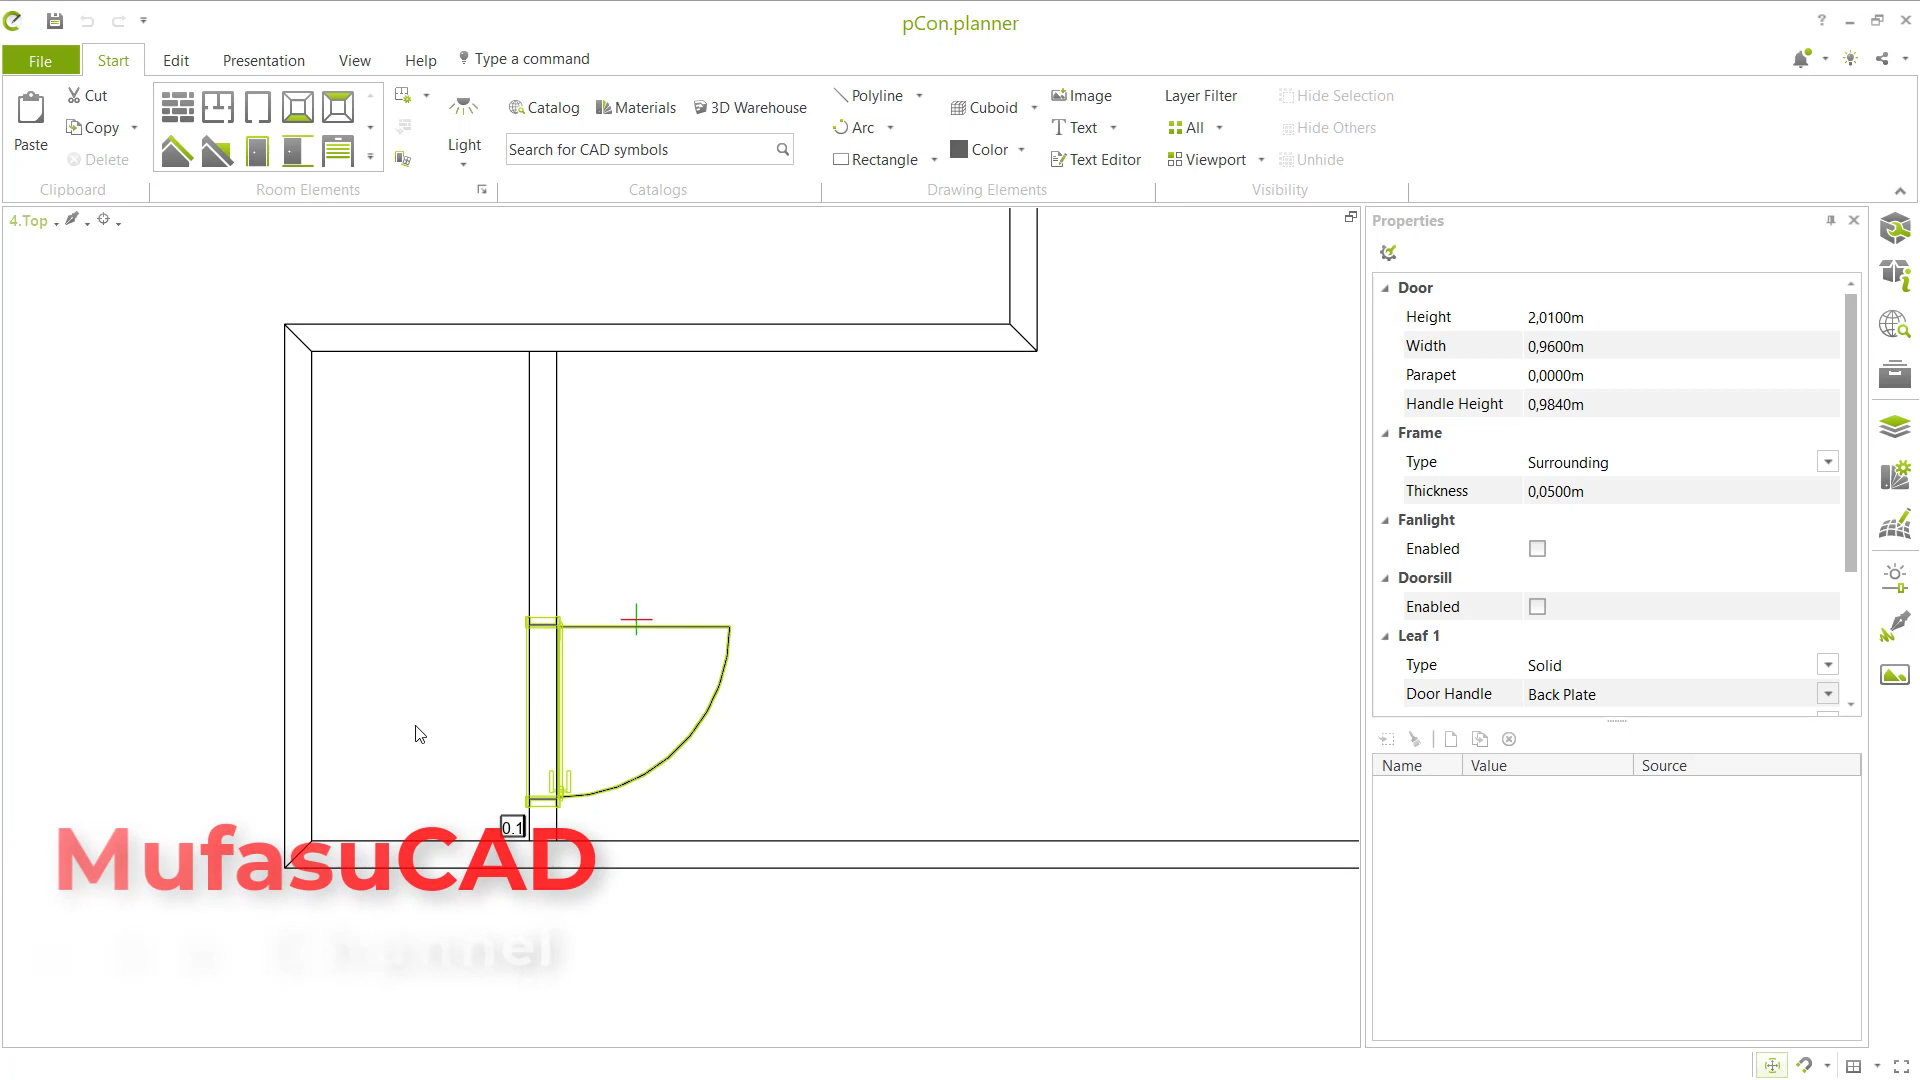 pCon.planner
?
File
Start
Edit
Presentation
View
Help
Type a command
Paste
Cut
Copy
Delete
Clipboard
Room Elements
Light
Catalog
Materials
3D Warehouse
Search for CAD symbols
Catalogs
Polyline
Arc
Rectangle
Cuboid
Color
Image
Text
Text Editor
Drawing Elements
Layer Filter
All
Viewport
Hide Selection
Hide Others
Unhide
Visibility
4.Top
Properties
Door
Height 2,0100m
Width 0,9600m
Parapet 0,0000m
Handle Height 0,9840m
Frame
Type Surrounding
Thickness 0,0500m
Fanlight
Enabled
Doorsill
Enabled
Leaf 1
Type Solid
Door Handle Back Plate
Name Value Source
0.1
MufasuCAD
Channel